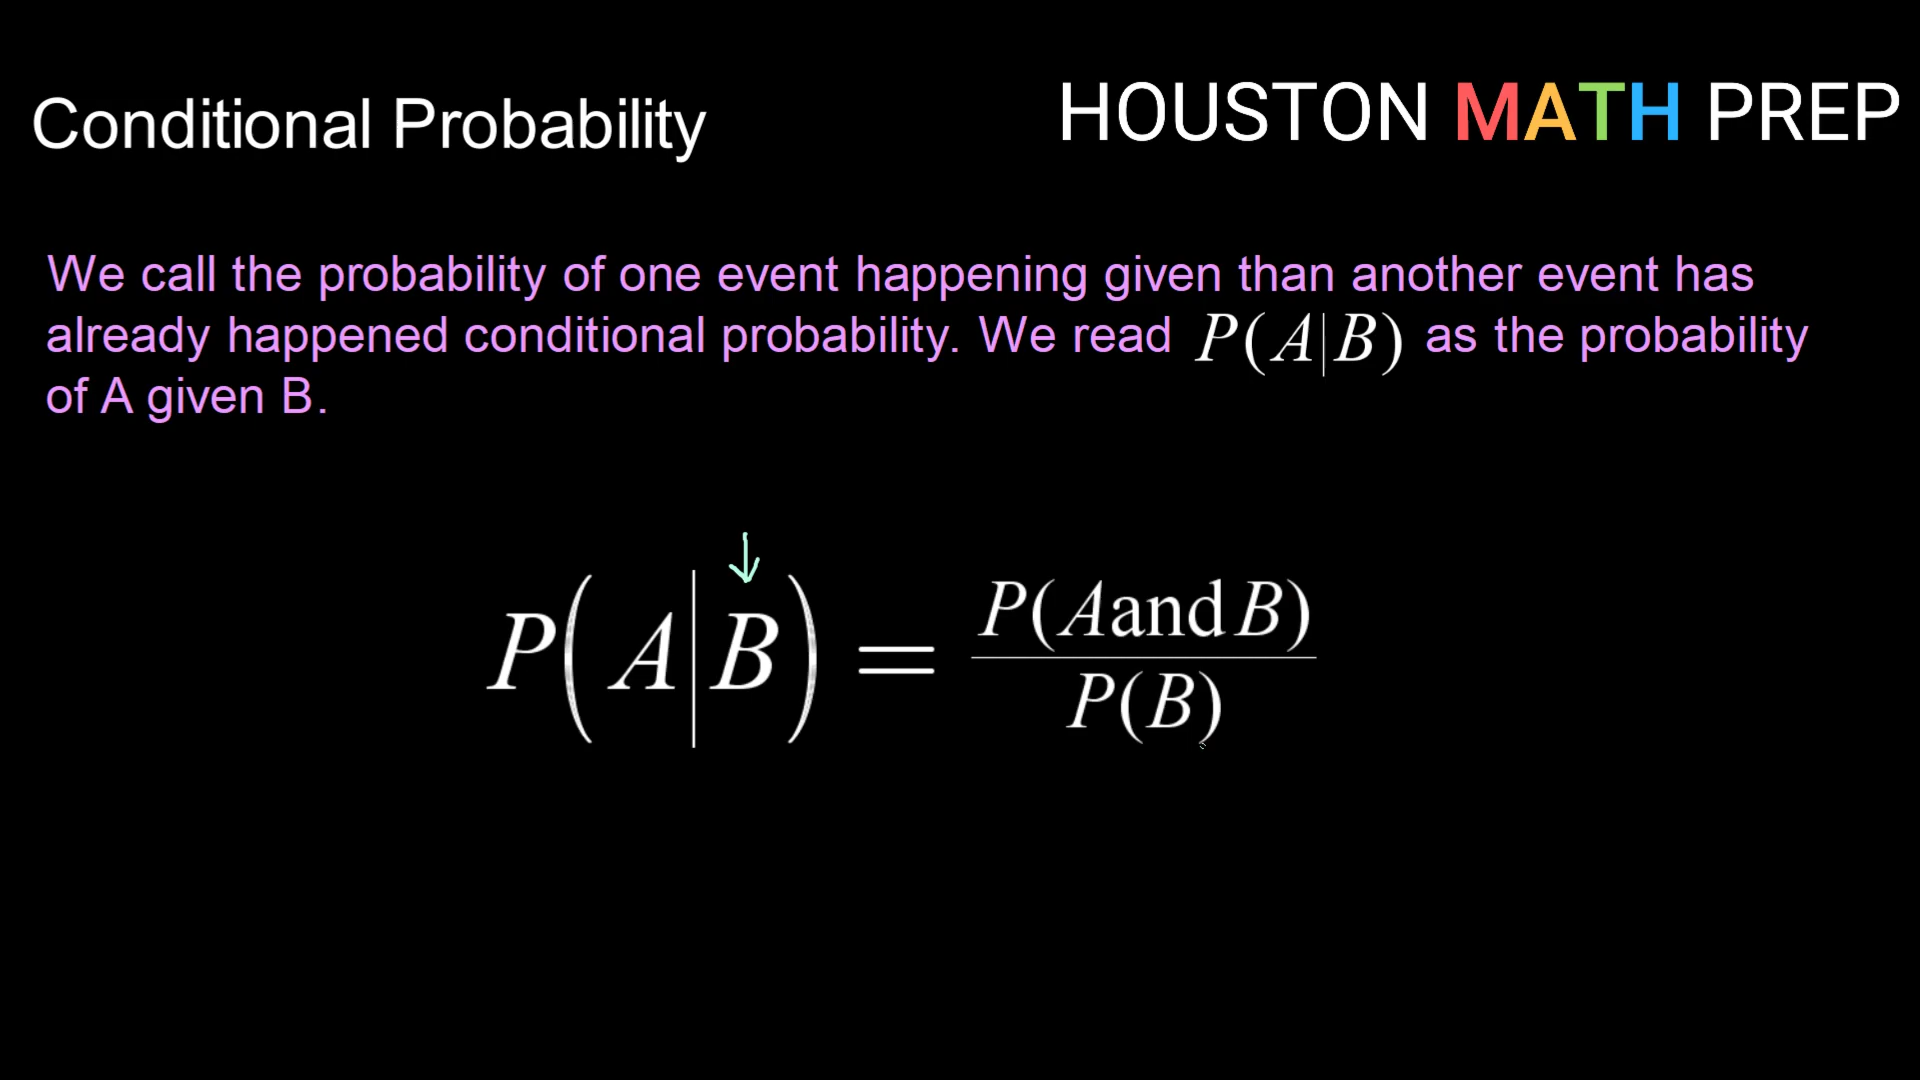 Conditional Probability
HOUSTON MATH PREP
We call the probability of one event happening given than another event has
already happened conditional probability. We read P(A|B) as the probability
of A given B.
P(A|B) = P(A and B) / P(B)